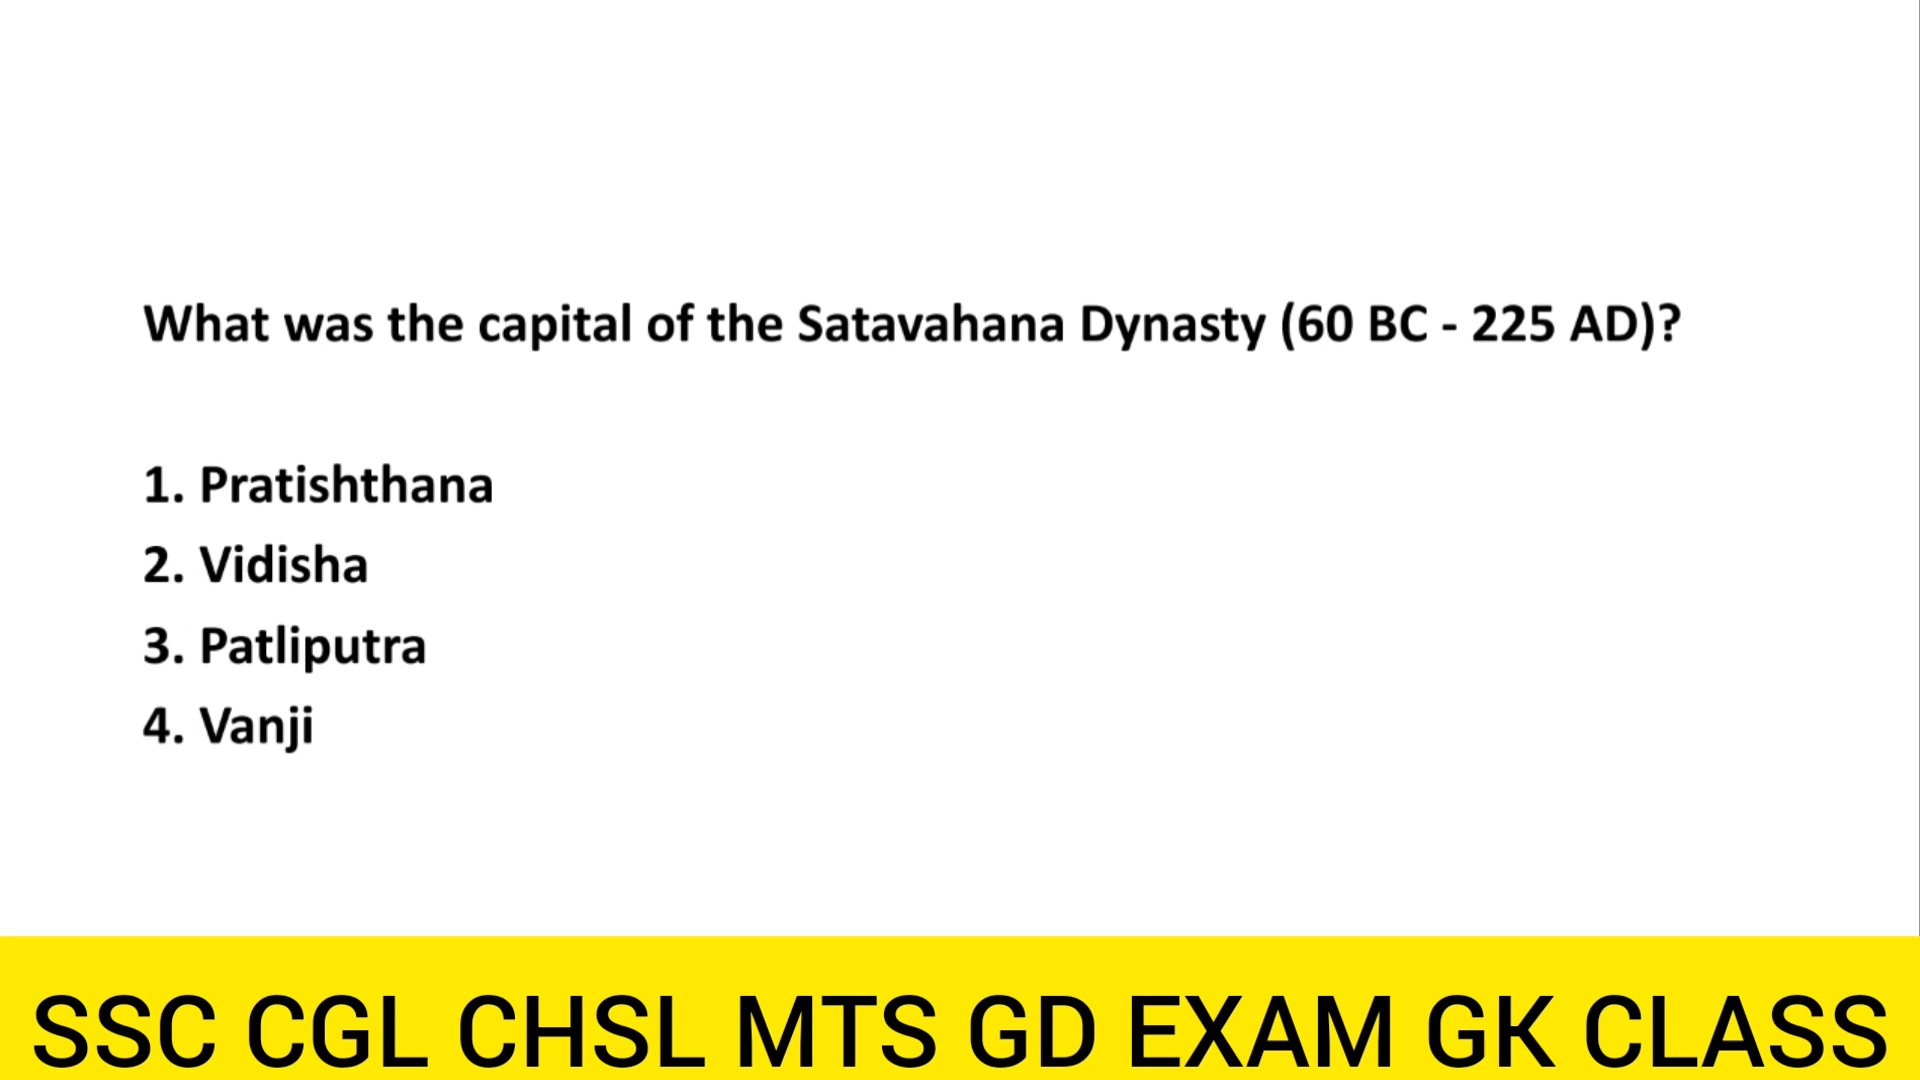 What was the capital of the Satavahana Dynasty (60 BC - 225 AD)?
1. Pratishthana
2. Vidisha
3. Patliputra
4. Vanji
SSC CGL CHSL MTS GD EXAM GK CLASS